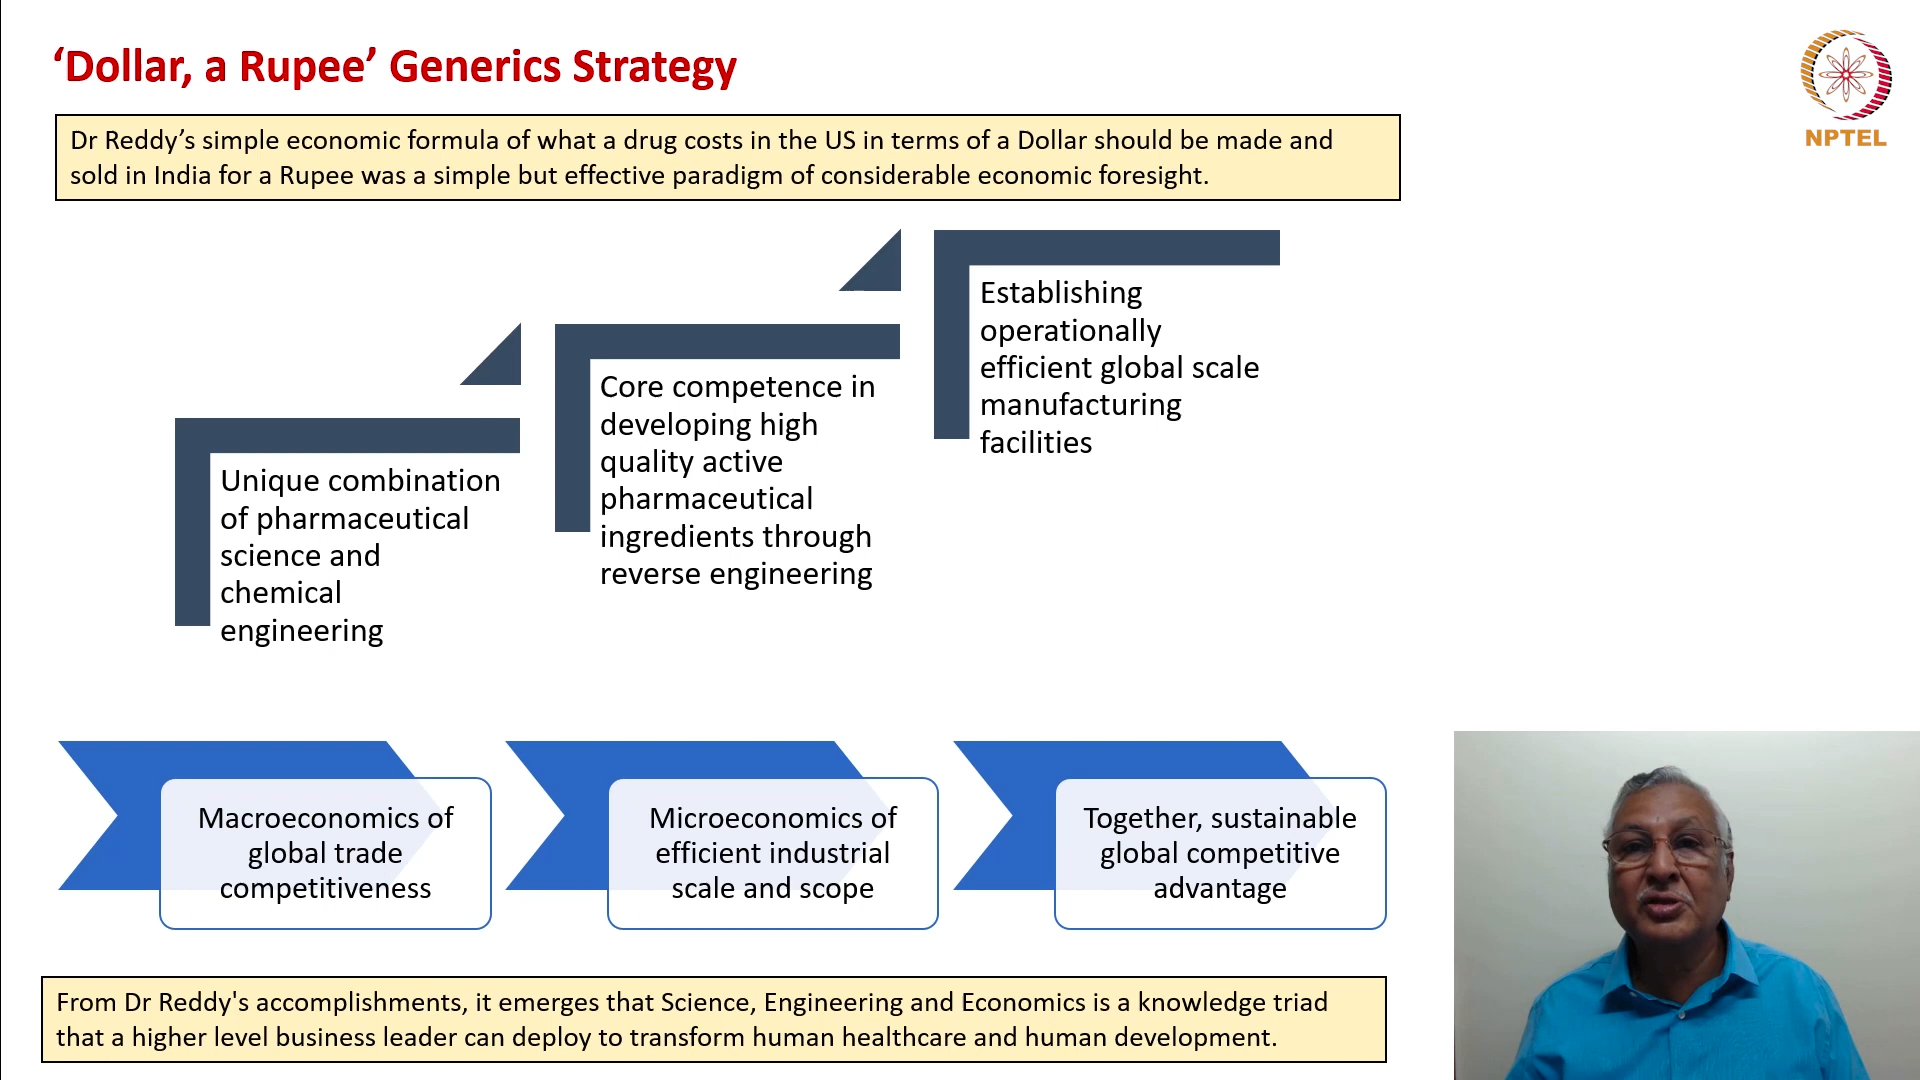 ‘Dollar, a Rupee’ Generics Strategy
NPTEL
Dr Reddy’s simple economic formula of what a drug costs in the US in terms of a Dollar should be made and
sold in India for a Rupee was a simple but effective paradigm of considerable economic foresight.
Unique combination
of pharmaceutical
science and
chemical
engineering
Core competence in
developing high
quality active
pharmaceutical
ingredients through
reverse engineering
Establishing
operationally
efficient global scale
manufacturing
facilities
Macroeconomics of
global trade
competitiveness
Microeconomics of
efficient industrial
scale and scope
Together, sustainable
global competitive
advantage
From Dr Reddy's accomplishments, it emerges that Science, Engineering and Economics is a knowledge triad
that a higher level business leader can deploy to transform human healthcare and human development.